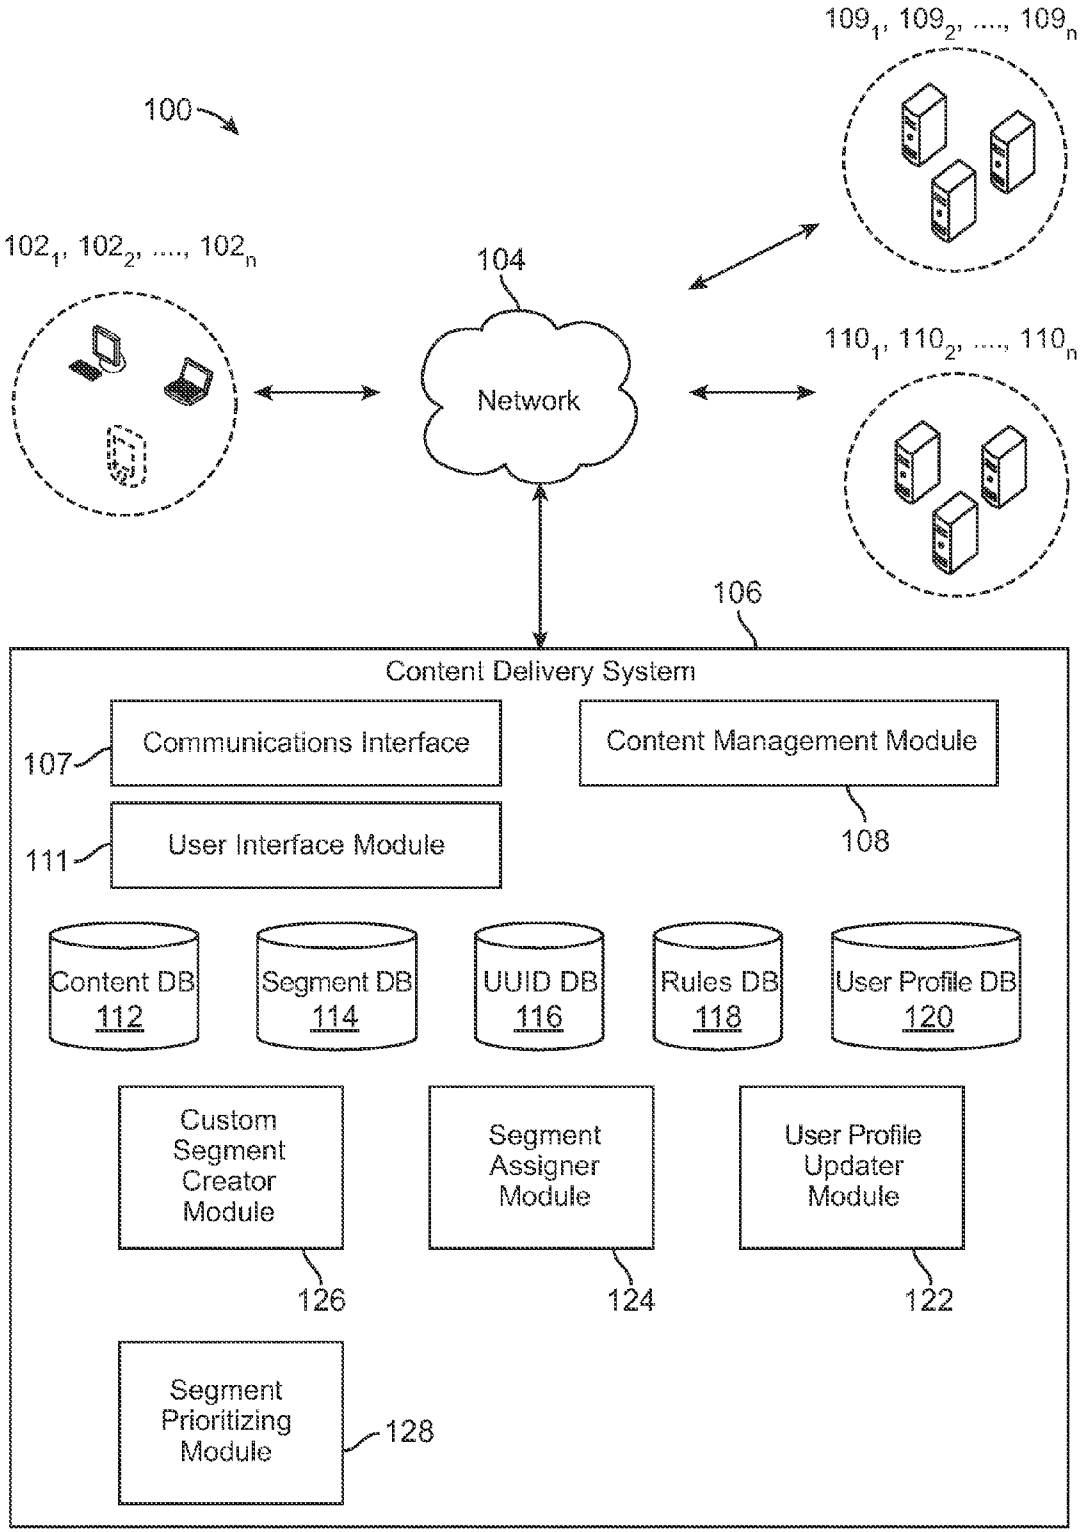 109₁, 109₂, ...., 109ₙ
100
102₁, 102₂, ...., 102ₙ
104
110₁, 110₂, ...., 110ₙ
Network
106
Content Delivery System
Communications Interface
Content Management Module
107
108
User Interface Module
111
Content DB
112
Segment DB
114
UUID DB
116
Rules DB
118
User Profile DB
120
Custom
Segment
Creator
Module
Segment
Assigner
Module
User Profile
Updater
Module
126
124
122
Segment
Prioritizing
Module
128